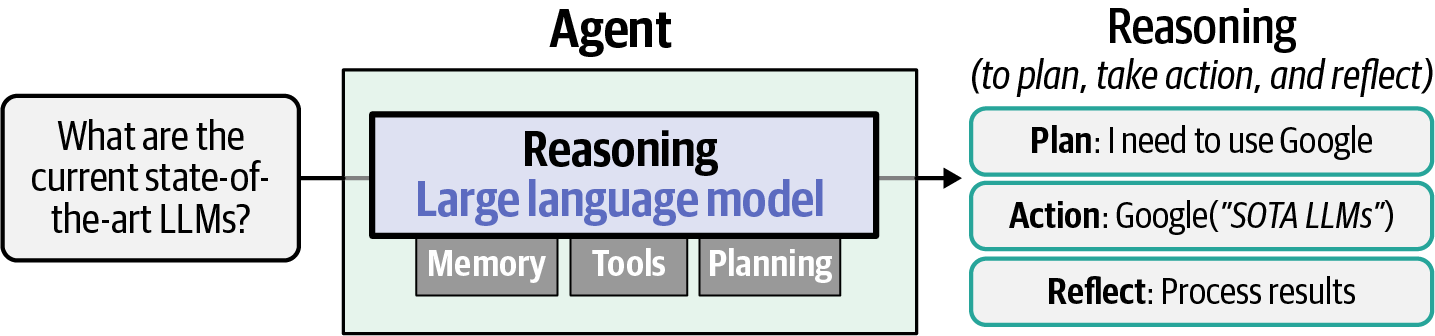 Agent
What are the
current state-of-
the-art LLMs?
Reasoning
Large language model
Memory
Tools
Planning
Reasoning
(to plan, take action, and reflect)
Plan: I need to use Google
Action: Google("SOTA LLMs")
Reflect: Process results